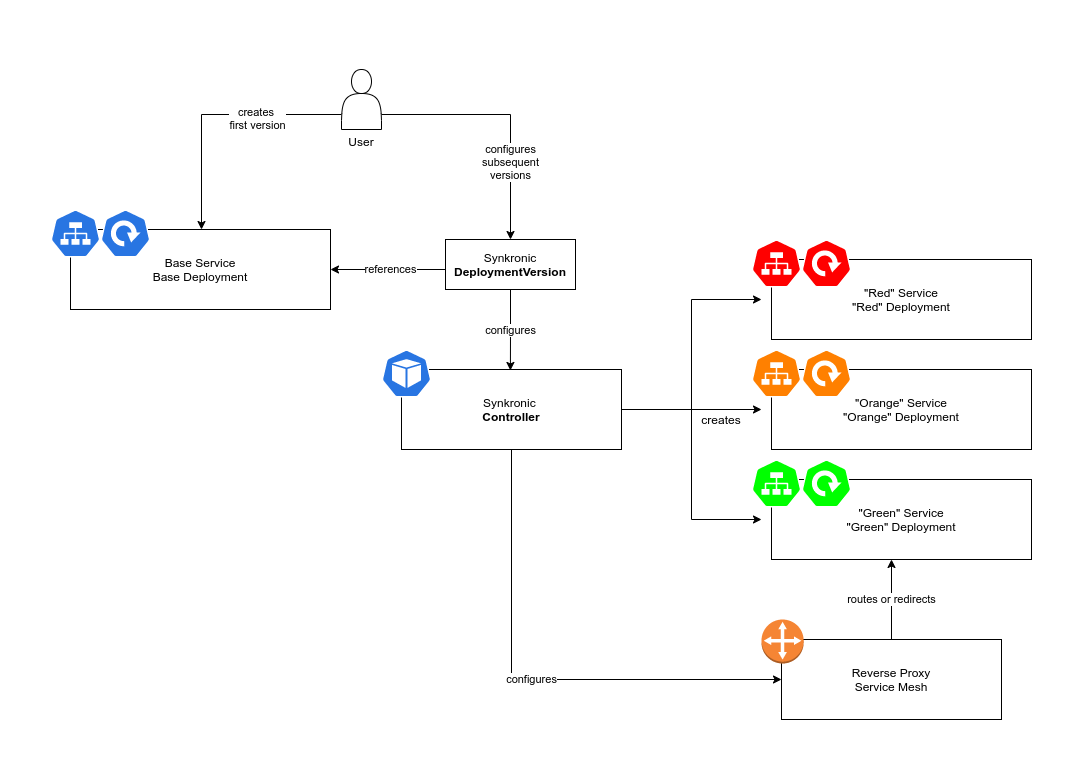 creates
first version
User
configures
subsequent
versions
Base Service
Base Deployment
references
Synkronic
DeploymentVersion
configures
Synkronic
Controller
creates
"Red" Service
"Red" Deployment
"Orange" Service
"Orange" Deployment
"Green" Service
"Green" Deployment
routes or redirects
configures
Reverse Proxy
Service Mesh